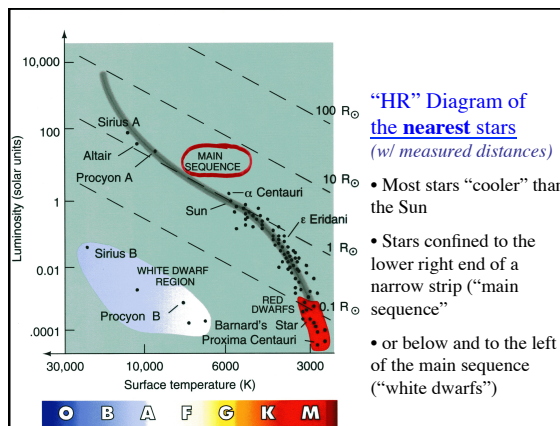 10,000
100
1
0.01
.0001
Luminosity (solar units)
Sirius A
Altair
Procyon A
MAIN
SEQUENCE
100 R⊙
10 R⊙
α Centauri
Sun
ε Eridani
1 R⊙
Sirius B
WHITE DWARF
REGION
Procyon B
RED
DWARFS
0.1 R⊙
Barnard's Star
Proxima Centauri
30,000
10,000
6000
3000
Surface temperature (K)
O B A F G K M
“HR” Diagram of
the nearest stars
(w/ measured distances)
• Most stars “cooler” than
the Sun
• Stars confined to the
lower right end of a
narrow strip (“main
sequence”
• or below and to the left
of the main sequence
(“white dwarfs”)